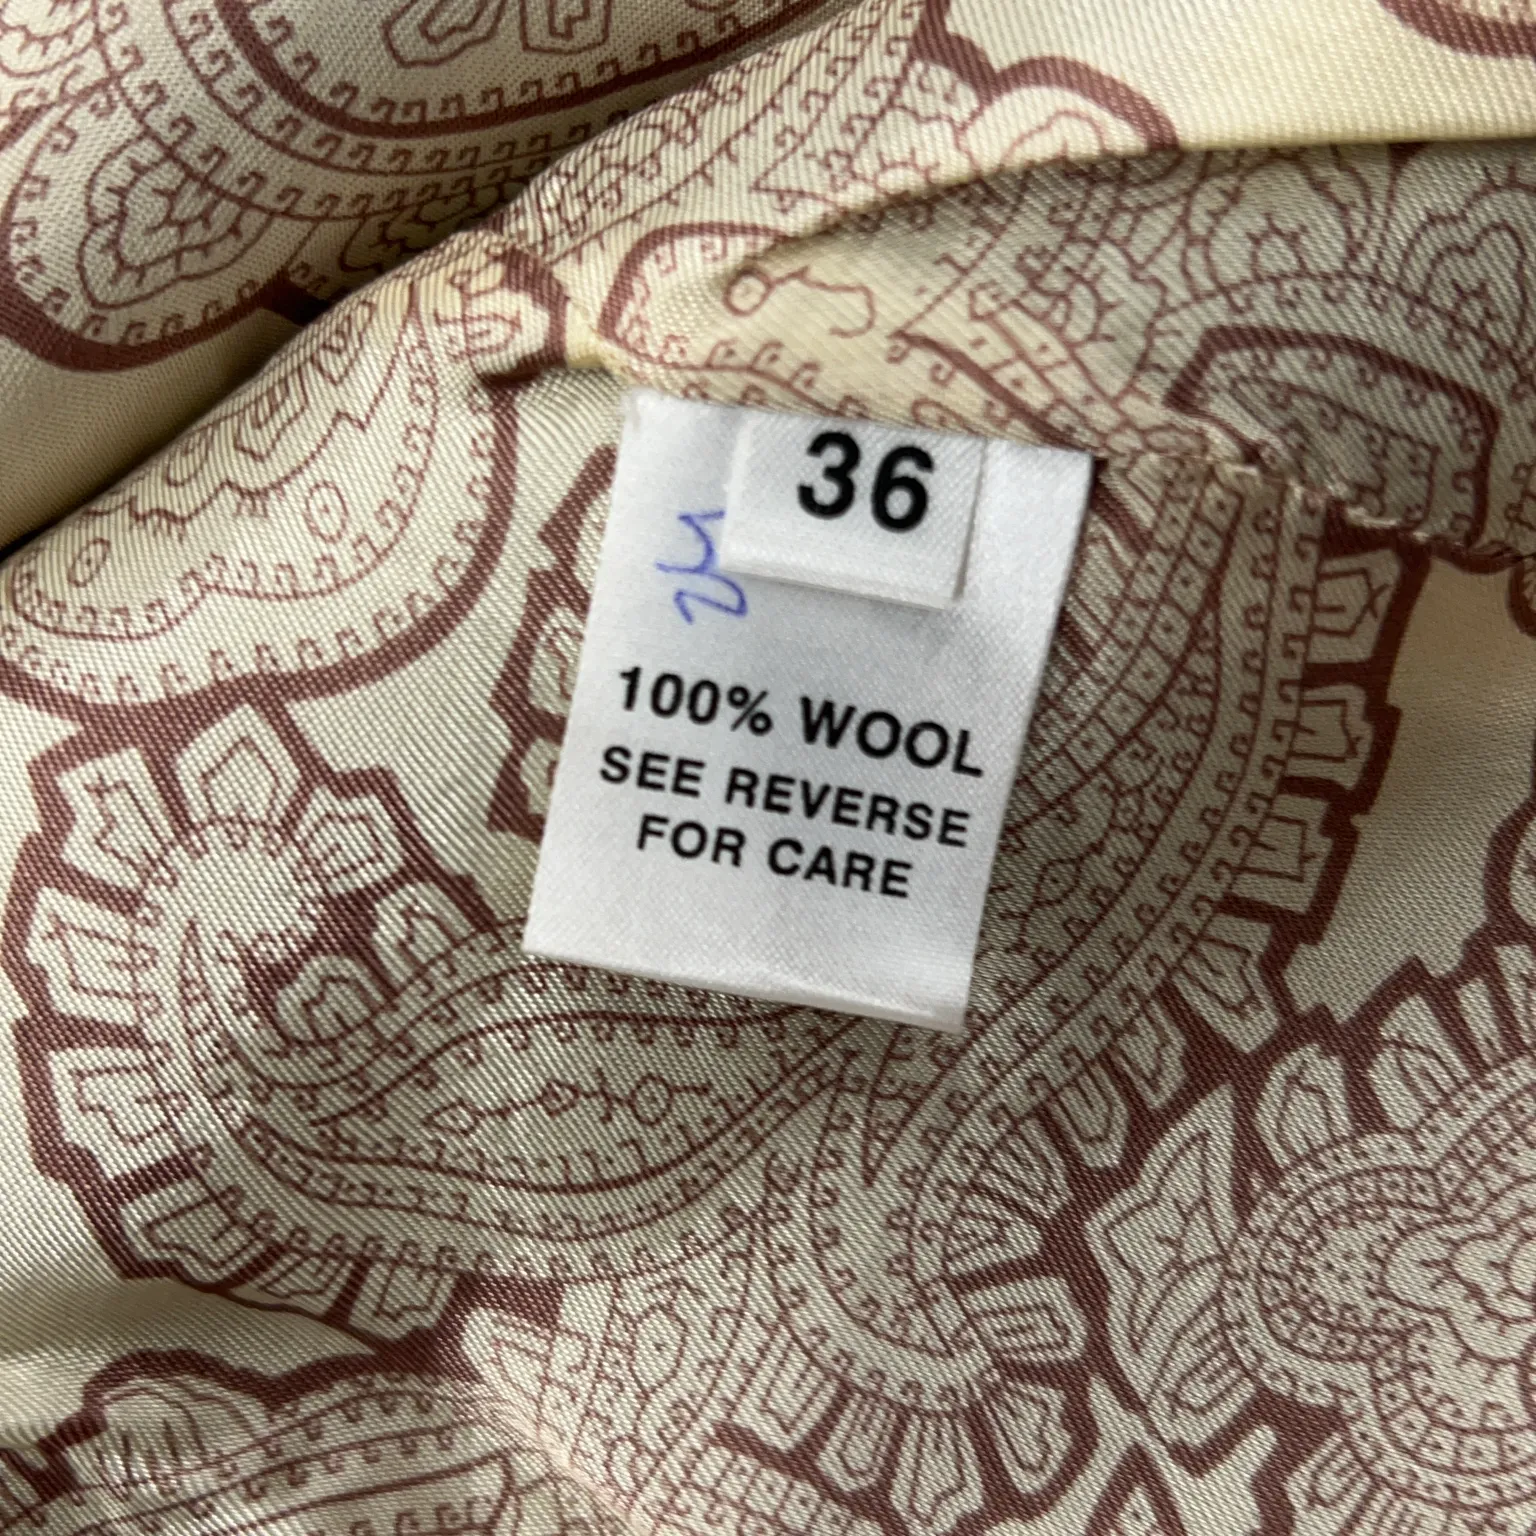 36
100% WOOL
SEE REVERSE
FOR CARE